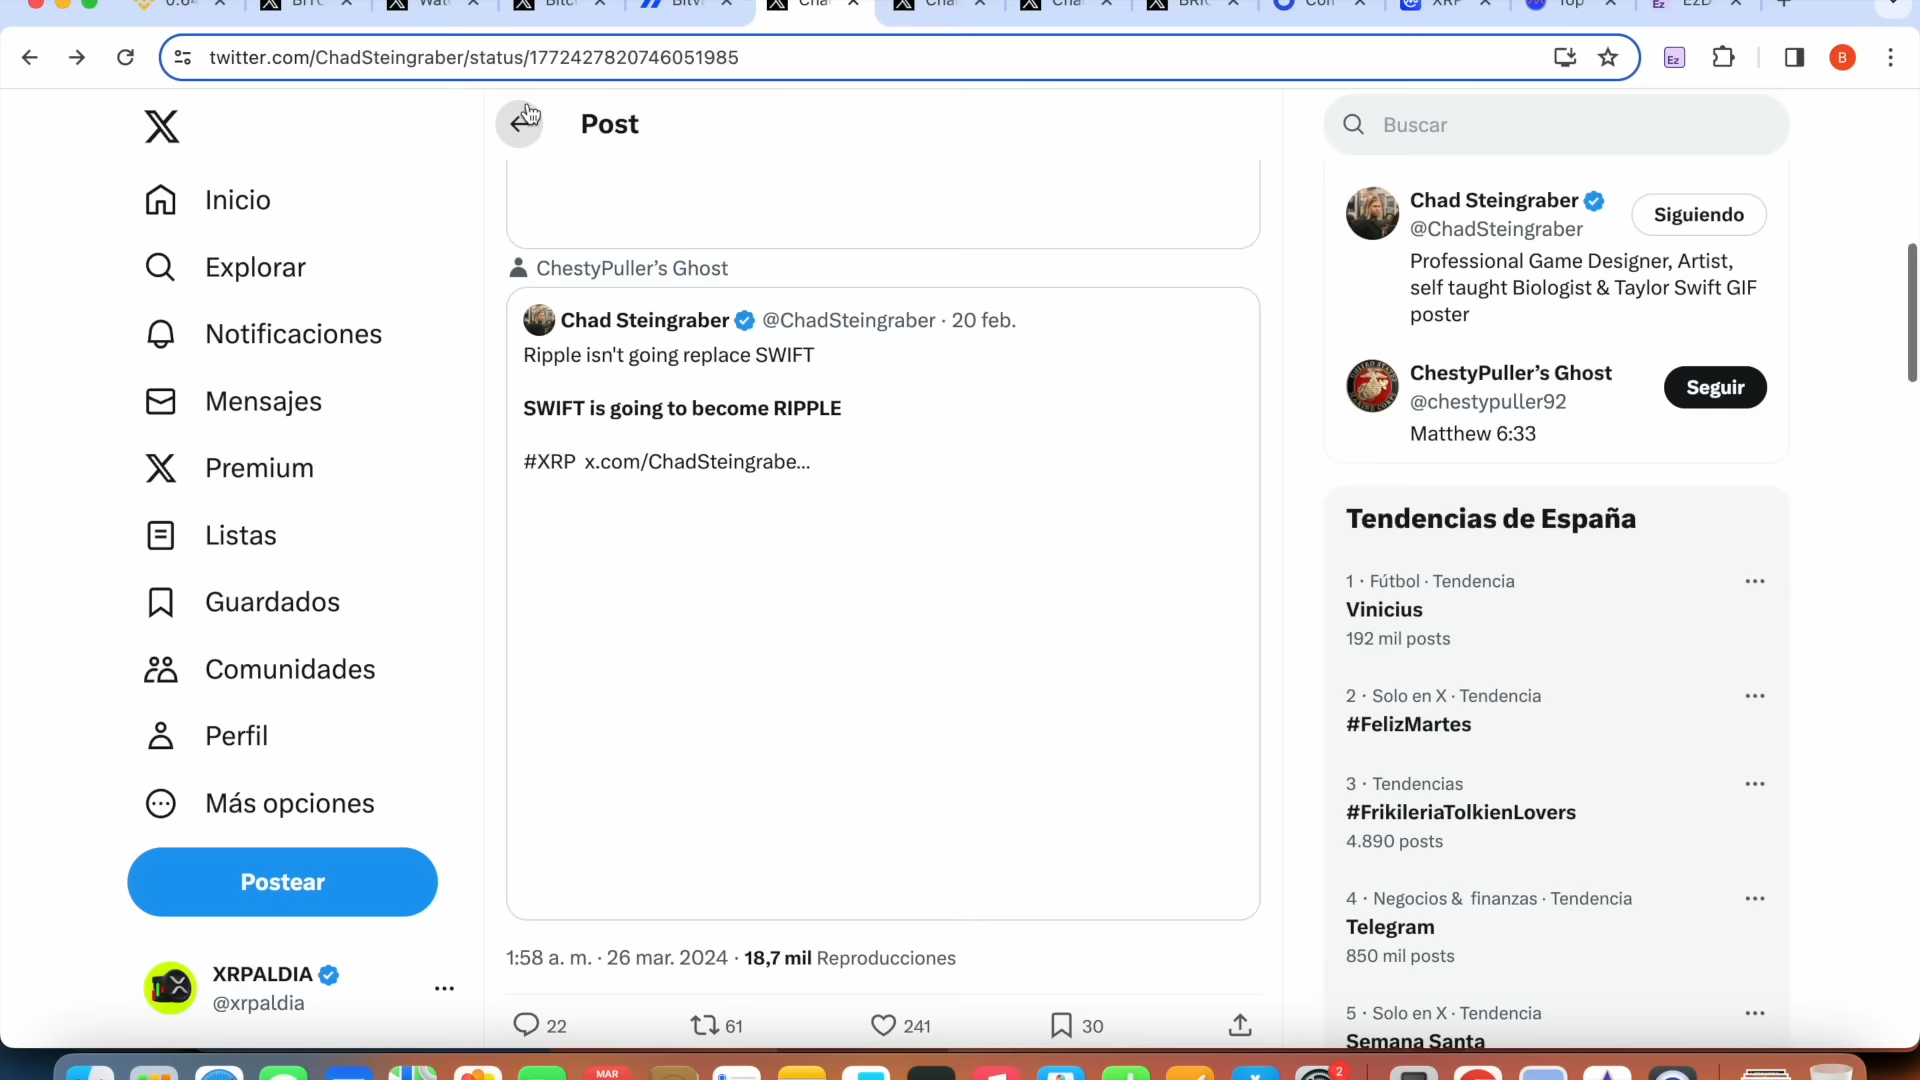 twitter.com/ChadSteingraber/status/1772427820746051985
Ez
B
Post
Buscar
Inicio
Explorar
Notificaciones
Mensajes
Premium
Listas
Guardados
Comunidades
Perfil
Más opciones
Postear
XRPALDIA
@xrpaldia
ChestyPuller’s Ghost
Chad Steingraber @ChadSteingraber · 20 feb.
Ripple isn't going replace SWIFT
SWIFT is going to become RIPPLE
#XRP x.com/ChadSteingrabe...
1:58 a. m. · 26 mar. 2024 · 18,7 mil Reproducciones
22
61
241
30
Chad Steingraber
@ChadSteingraber
Siguiendo
Professional Game Designer, Artist,
self taught Biologist & Taylor Swift GIF
poster
ChestyPuller’s Ghost
@chestypuller92
Seguir
Matthew 6:33
Tendencias de España
1 · Fútbol · Tendencia
Vinicius
192 mil posts
2 · Solo en X · Tendencia
#FelizMartes
3 · Tendencias
#FrikileriaTolkienLovers
4.890 posts
4 · Negocios & finanzas · Tendencia
Telegram
850 mil posts
5 · Solo en X · Tendencia
Semana Santa
MAR
2